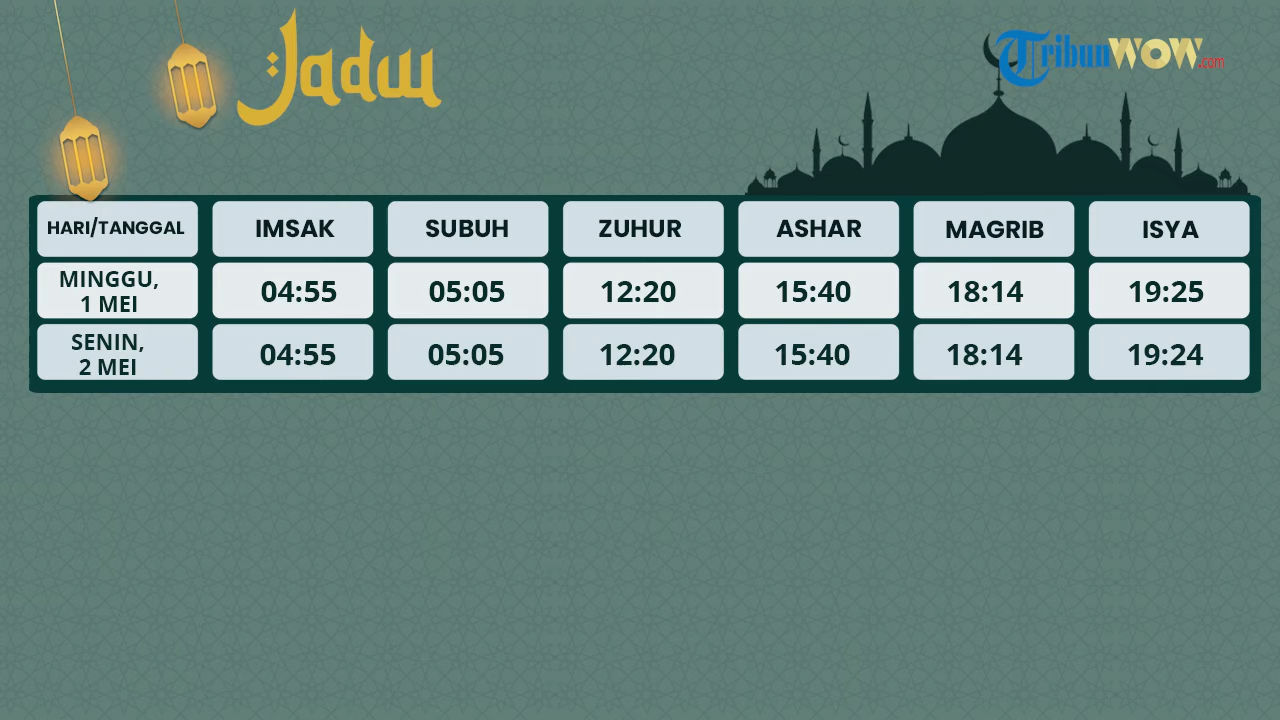 Jadw
TribunWOW.com
HARI/TANGGAL IMSAK SUBUH ZUHUR ASHAR MAGRIB ISYA
MINGGU,
1 MEI 04:55 05:05 12:20 15:40 18:14 19:25
SENIN,
2 MEI 04:55 05:05 12:20 15:40 18:14 19:24